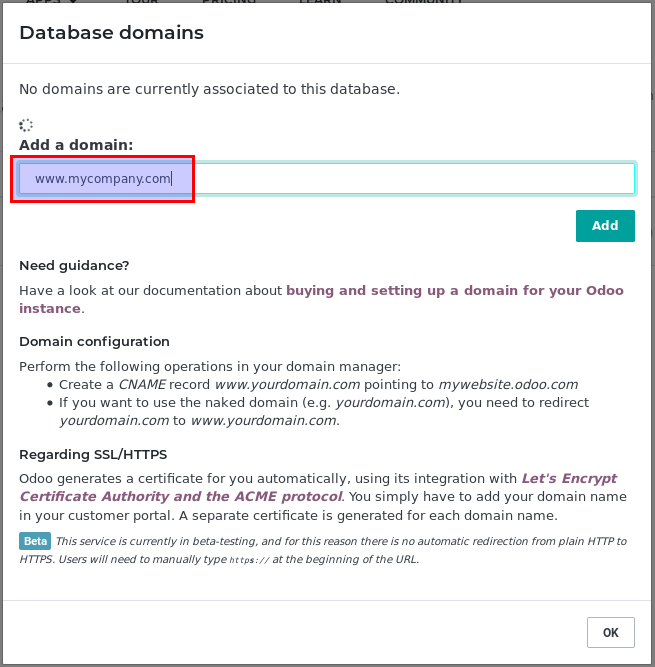 APPS TOUR PRICING LEARN COMMUNITY
Database domains
No domains are currently associated to this database.
Add a domain:
www.mycompany.com
Add
Need guidance?
Have a look at our documentation about buying and setting up a domain for your Odoo
instance.
Domain configuration
Perform the following operations in your domain manager:
• Create a CNAME record www.yourdomain.com pointing to mywebsite.odoo.com
• If you want to use the naked domain (e.g. yourdomain.com), you need to redirect
yourdomain.com to www.yourdomain.com.
Regarding SSL/HTTPS
Odoo generates a certificate for you automatically, using its integration with Let's Encrypt
Certificate Authority and the ACME protocol. You simply have to add your domain name
in your customer portal. A separate certificate is generated for each domain name.
Beta This service is currently in beta-testing, and for this reason there is no automatic redirection from plain HTTP to
HTTPS. Users will need to manually type https:// at the beginning of the URL.
OK